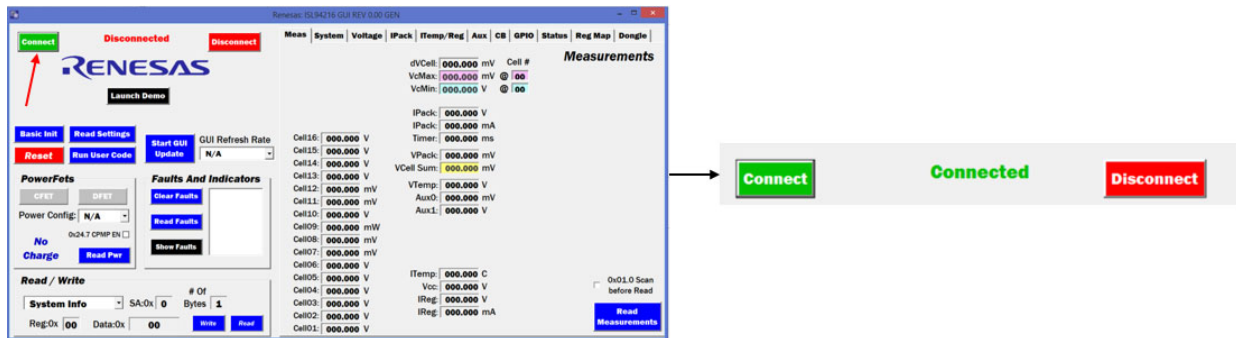 Renesas: ISL94216 GUI REV 0.00 GEN
Connect
Disconnected
Disconnect
RENESAS
Launch Demo
Basic Init
Read Settings
Reset
Run User Code
Start GUI Update
GUI Refresh Rate
N/A
PowerFets
CFET
DFET
Power Config: N/A
0x24.7 CPMP EN
No Charge
Read Pwr
Faults And Indicators
Clear Faults
Read Faults
Show Faults
Read / Write
System Info
SA:0x 0
# Of Bytes 1
Reg:0x 00
Data:0x 00
Write
Read
Meas System Voltage IPack ITemp/Reg Aux CB GPIO Status Reg Map Dongle
Measurements
dVCell: 000.000 mV Cell #
VcMax: 000.000 mV @ 00
VcMin: 000.000 V @ 00
IPack: 000.000 V
IPack: 000.000 mA
Timer: 000.000 ms
VPack: 000.000 mV
VCell Sum: 000.000 mV
VTemp: 000.000 V
Aux0: 000.000 mV
Aux1: 000.000 V
ITemp: 000.000 C
Vcc: 000.000 V
IReg: 000.000 V
IReg: 000.000 mA
Cell16: 000.000 V
Cell15: 000.000 V
Cell14: 000.000 V
Cell13: 000.000 V
Cell12: 000.000 mV
Cell11: 000.000 mV
Cell10: 000.000 V
Cell09: 000.000 mW
Cell08: 000.000 mV
Cell07: 000.000 mV
Cell06: 000.000 V
Cell05: 000.000 V
Cell04: 000.000 V
Cell03: 000.000 V
Cell02: 000.000 V
Cell01: 000.000 V
0x01.0 Scan
before Read
Read
Measurements
Connect
Connected
Disconnect